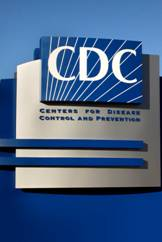 CDC
CENTERS FOR DISEASE
CONTROL AND PREVENTION